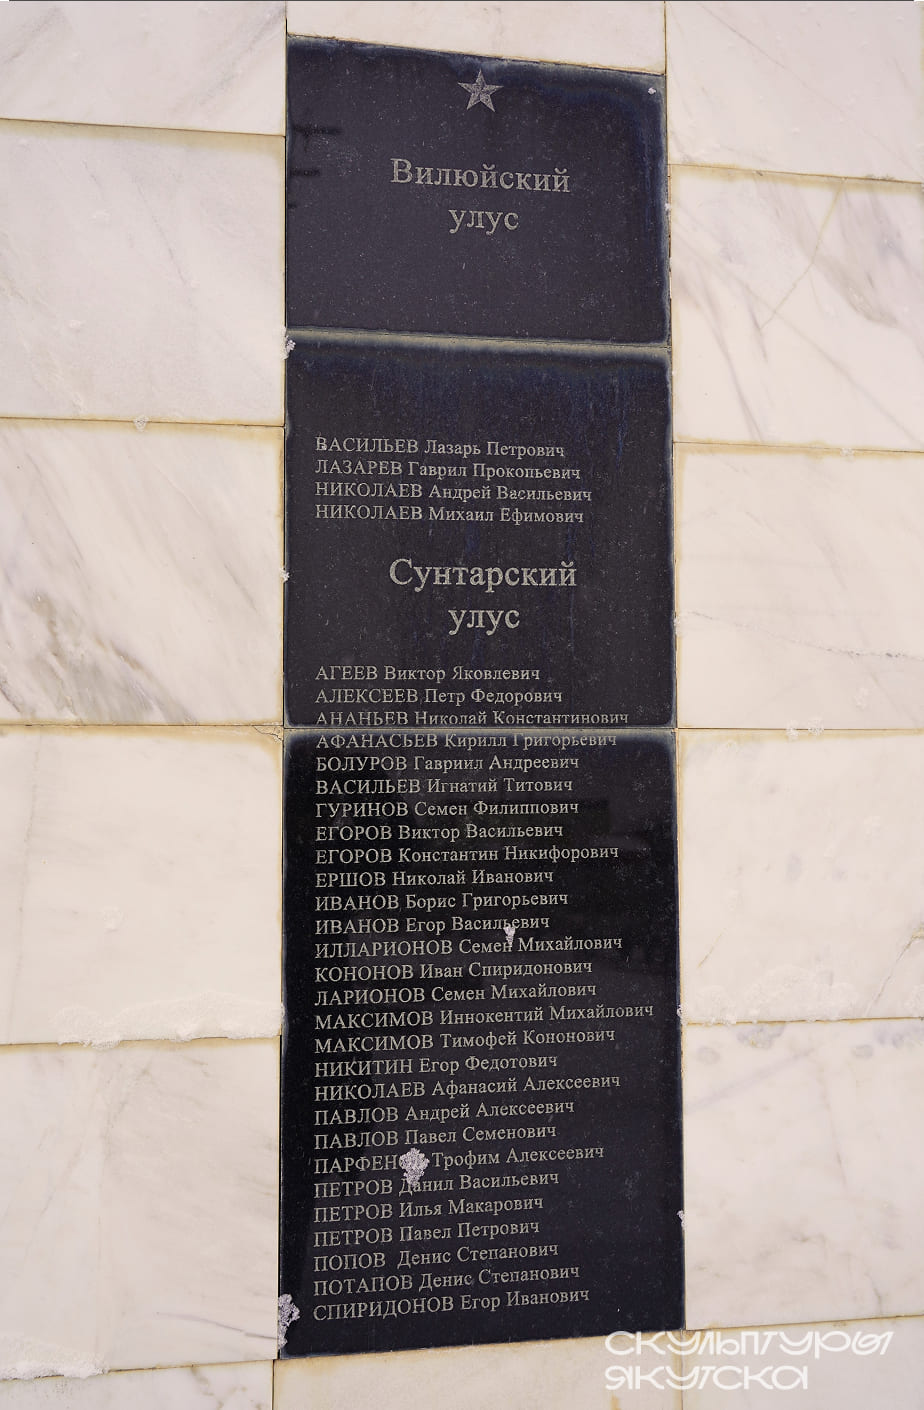 Вилюйский
улус
ВАСИЛЬЕВ Лазарь Петрович
ЛАЗАРЕВ Гаврил Прокопьевич
НИКОЛАЕВ Андрей Васильевич
НИКОЛАЕВ Михаил Ефимович
Сунтарский
улус
АГЕЕВ Виктор Яковлевич
АЛЕКСЕЕВ Петр Федорович
АНАНЬЕВ Николай Константинович
АФАНАСЬЕВ Кирилл Григорьевич
БОЛУРОВ Гавриил Андреевич
ВАСИЛЬЕВ Игнатий Титович
ГУРИНОВ Семен Филиппович
ЕГОРОВ Виктор Васильевич
ЕГОРОВ Константин Никифорович
ЕРШОВ Николай Иванович
ИВАНОВ Борис Григорьевич
ИВАНОВ Егор Васильевич
ИЛЛАРИОНОВ Семен Михайлович
КОНОНОВ Иван Спиридонович
ЛАРИОНОВ Семен Михайлович
МАКСИМОВ Иннокентий Михайлович
МАКСИМОВ Тимофей Кононович
НИКИТИН Егор Федотович
НИКОЛАЕВ Афанасий Алексеевич
ПАВЛОВ Андрей Алексеевич
ПАВЛОВ Павел Семенович
Трофим Алексеевич
ПЕТРОВ Данил Васильевич
ПЕТРОВ Илья Макарович
ПЕТРОВ Павел Петрович
ПОПОВ Денис Степанович
ПОТАПОВ Денис Степанович
СПИРИДОНОВ Егор Иванович
СКУЛЬПТУРЫ
ЯКУТСКА